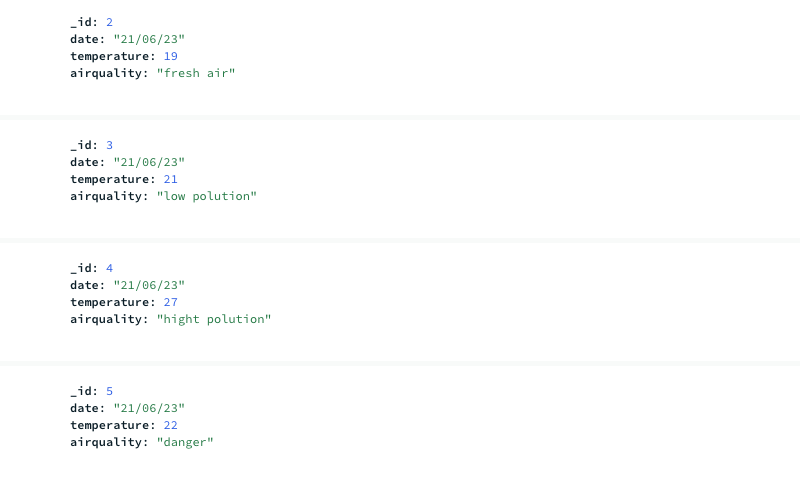 _id: 2
date: "21/06/23"
temperature: 19
airquality: "fresh air"
_id: 3
date: "21/06/23"
temperature: 21
airquality: "low polution"
_id: 4
date: "21/06/23"
temperature: 27
airquality: "hight polution"
_id: 5
date: "21/06/23"
temperature: 22
airquality: "danger"